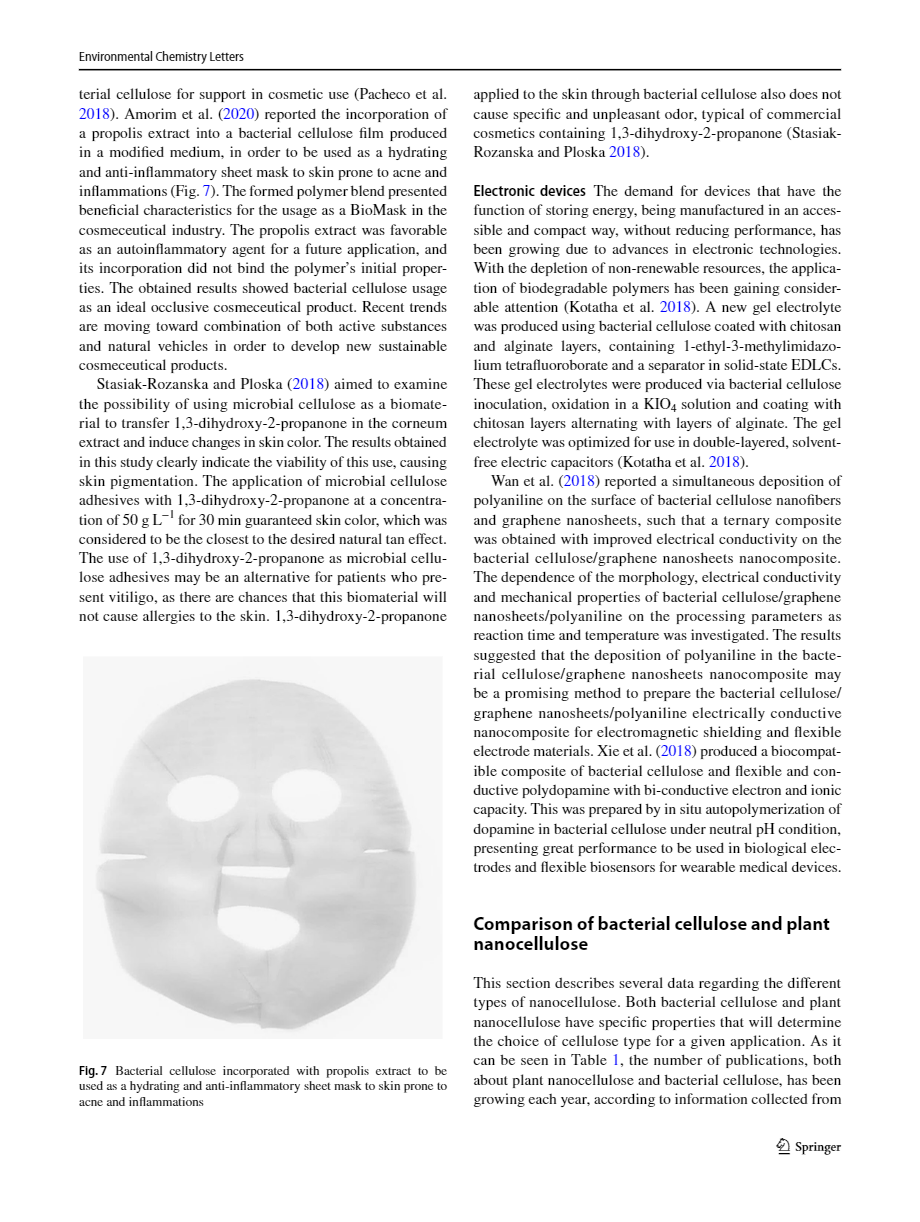 Environmental Chemistry Letters
terial cellulose for support in cosmetic use (Pacheco et al.
2018). Amorim et al. (2020) reported the incorporation of
a propolis extract into a bacterial cellulose film produced
in a modified medium, in order to be used as a hydrating
and anti-inflammatory sheet mask to skin prone to acne and
inflammations (Fig. 7). The formed polymer blend presented
beneficial characteristics for the usage as a BioMask in the
cosmeceutical industry. The propolis extract was favorable
as an autoinflammatory agent for a future application, and
its incorporation did not bind the polymer's initial proper-
ties. The obtained results showed bacterial cellulose usage
as an ideal occlusive cosmeceutical product. Recent trends
are moving toward combination of both active substances
and natural vehicles in order to develop new sustainable
cosmeceutical products.
Stasiak-Rozanska and Ploska (2018) aimed to examine
the possibility of using microbial cellulose as a biomate-
rial to transfer 1,3-dihydroxy-2-propanone in the corneum
extract and induce changes in skin color. The results obtained
in this study clearly indicate the viability of this use, causing
skin pigmentation. The application of microbial cellulose
adhesives with 1,3-dihydroxy-2-propanone at a concentra-
tion of 50 g L⁻¹ for 30 min guaranteed skin color, which was
considered to be the closest to the desired natural tan effect.
The use of 1,3-dihydroxy-2-propanone as microbial cellu-
lose adhesives may be an alternative for patients who pre-
sent vitiligo, as there are chances that this biomaterial will
not cause allergies to the skin. 1,3-dihydroxy-2-propanone
Fig. 7 Bacterial cellulose incorporated with propolis extract to be
used as a hydrating and anti-inflammatory sheet mask to skin prone to
acne and inflammations
applied to the skin through bacterial cellulose also does not
cause specific and unpleasant odor, typical of commercial
cosmetics containing 1,3-dihydroxy-2-propanone (Stasiak-
Rozanska and Ploska 2018).
Electronic devices The demand for devices that have the
function of storing energy, being manufactured in an acces-
sible and compact way, without reducing performance, has
been growing due to advances in electronic technologies.
With the depletion of non-renewable resources, the applica-
tion of biodegradable polymers has been gaining consider-
able attention (Kotatha et al. 2018). A new gel electrolyte
was produced using bacterial cellulose coated with chitosan
and alginate layers, containing 1-ethyl-3-methylimidazo-
lium tetrafluoroborate and a separator in solid-state EDLCs.
These gel electrolytes were produced via bacterial cellulose
inoculation, oxidation in a KIO₄ solution and coating with
chitosan layers alternating with layers of alginate. The gel
electrolyte was optimized for use in double-layered, solvent-
free electric capacitors (Kotatha et al. 2018).
Wan et al. (2018) reported a simultaneous deposition of
polyaniline on the surface of bacterial cellulose nanofibers
and graphene nanosheets, such that a ternary composite
was obtained with improved electrical conductivity on the
bacterial cellulose/graphene nanosheets nanocomposite.
The dependence of the morphology, electrical conductivity
and mechanical properties of bacterial cellulose/graphene
nanosheets/polyaniline on the processing parameters as
reaction time and temperature was investigated. The results
suggested that the deposition of polyaniline in the bacte-
rial cellulose/graphene nanosheets nanocomposite may
be a promising method to prepare the bacterial cellulose/
graphene nanosheets/polyaniline electrically conductive
nanocomposite for electromagnetic shielding and flexible
electrode materials. Xie et al. (2018) produced a biocompat-
ible composite of bacterial cellulose and flexible and con-
ductive polydopamine with bi-conductive electron and ionic
capacity. This was prepared by in situ autopolymerization of
dopamine in bacterial cellulose under neutral pH condition,
presenting great performance to be used in biological elec-
trodes and flexible biosensors for wearable medical devices.
Comparison of bacterial cellulose and plant
nanocellulose
This section describes several data regarding the different
types of nanocellulose. Both bacterial cellulose and plant
nanocellulose have specific properties that will determine
the choice of cellulose type for a given application. As it
can be seen in Table 1, the number of publications, both
about plant nanocellulose and bacterial cellulose, has been
growing each year, according to information collected from
Springer